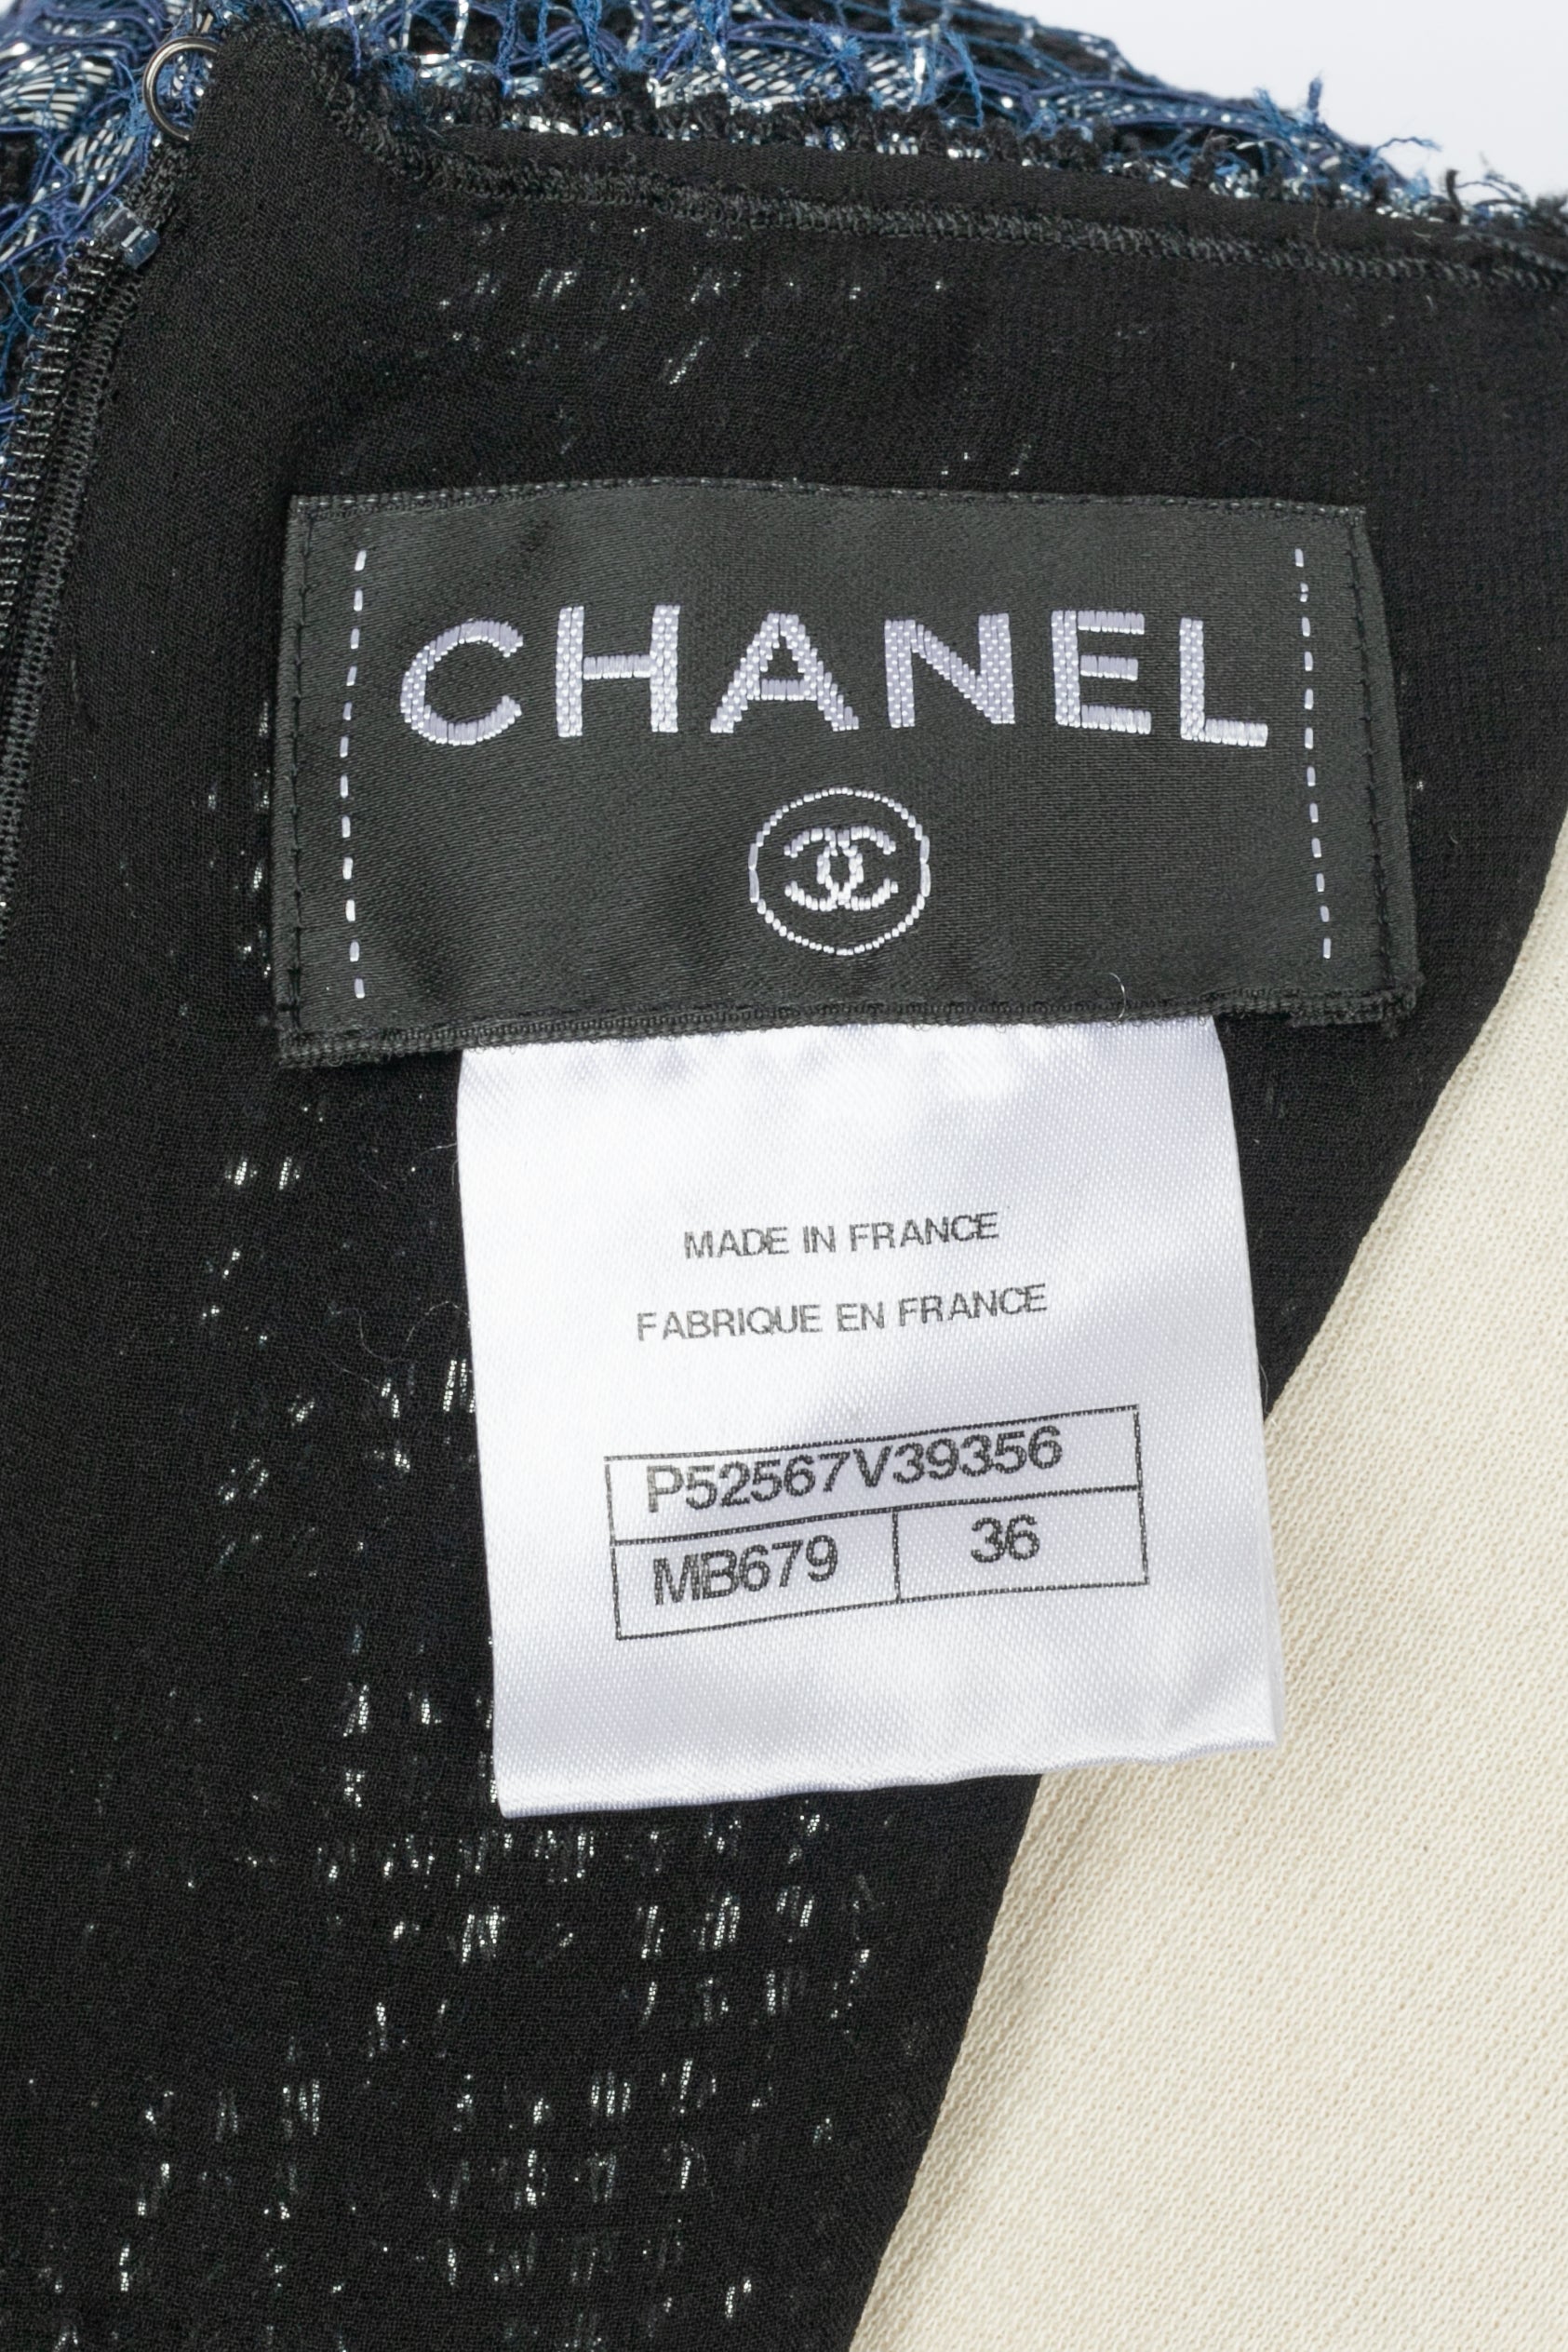 CHANEL
MADE IN FRANCE
FABRIQUE EN FRANCE
P52567V39356
MB679 36